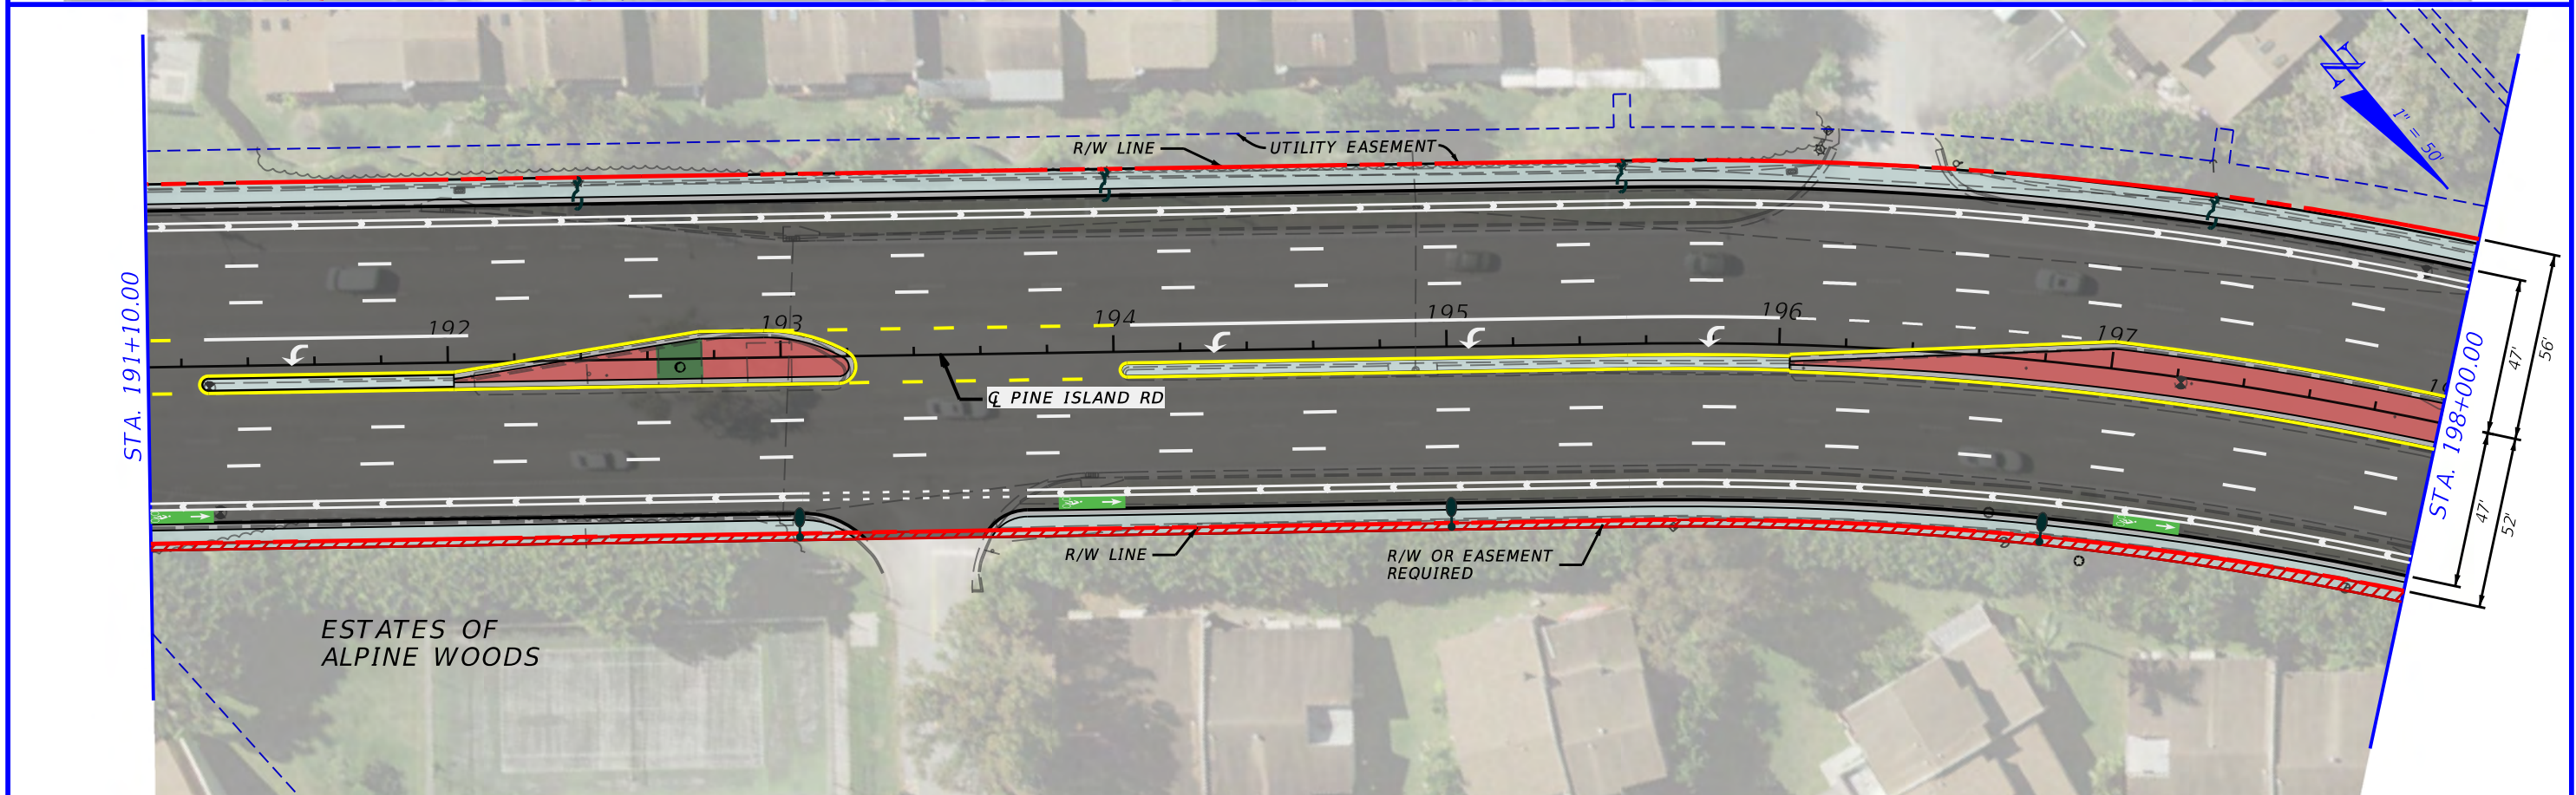 R/W LINE
UTILITY EASEMENT
N
1" = 50'
STA. 191+10.00
192
193
194
195
196
197
STA. 198+00.00
47'
56'
47'
52'
℄ PINE ISLAND RD
R/W LINE
R/W OR EASEMENT
REQUIRED
ESTATES OF
ALPINE WOODS